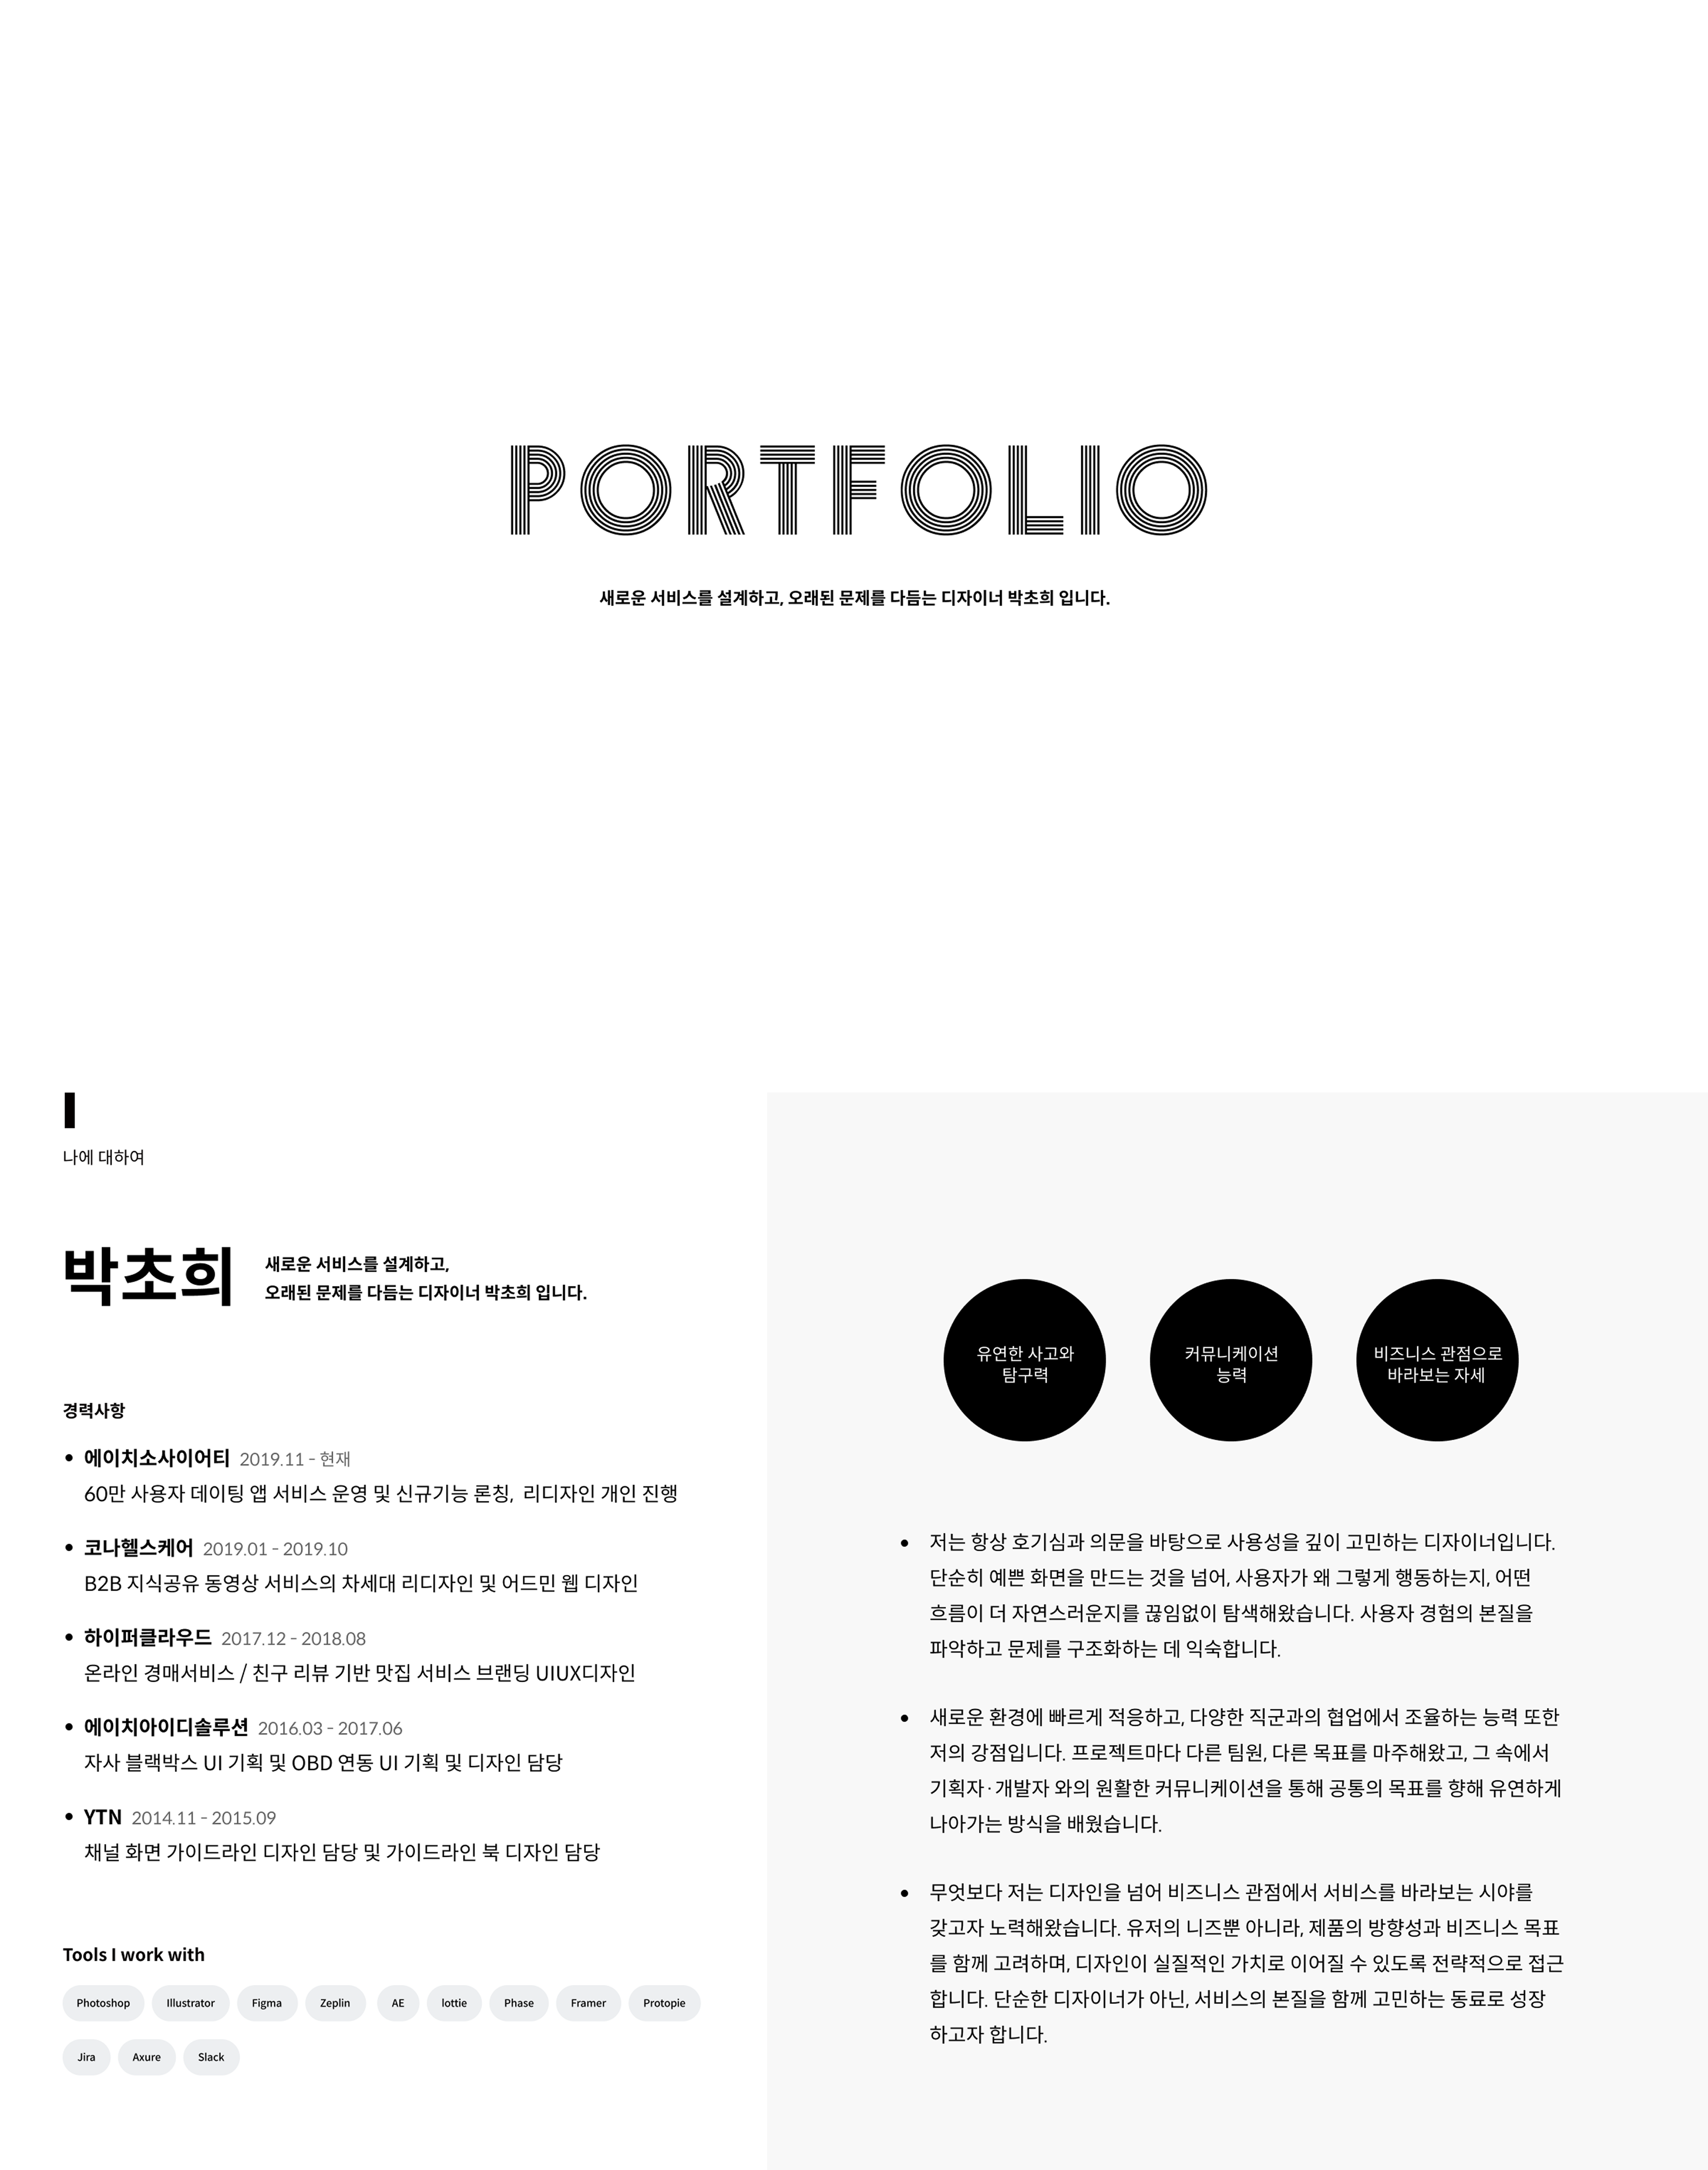 PORTFOLIO
새로운 서비스를 설계하고, 오래된 문제를 다듬는 디자이너 박초희 입니다.
나에 대하여
박초희
새로운 서비스를 설계하고,
오래된 문제를 다듬는 디자이너 박초희 입니다.
경력사항
• 에이치소사이어티 2019.11 - 현재
60만 사용자 데이팅 앱 서비스 운영 및 신규기능 론칭, 리디자인 개인 진행
• 코나헬스케어 2019.01 - 2019.10
B2B 지식공유 동영상 서비스의 차세대 리디자인 및 어드민 웹 디자인
• 하이퍼클라우드 2017.12 - 2018.08
온라인 경매서비스 / 친구 리뷰 기반 맛집 서비스 브랜딩 UIUX디자인
• 에이치아이디솔루션 2016.03 - 2017.06
자사 블랙박스 UI 기획 및 OBD 연동 UI 기획 및 디자인 담당
• YTN 2014.11 - 2015.09
채널 화면 가이드라인 디자인 담당 및 가이드라인 북 디자인 담당
Tools I work with
Photoshop Illustrator Figma Zeplin AE lottie Phase Framer Protopie
Jira Axure Slack
유연한 사고와
탐구력
커뮤니케이션
능력
비즈니스 관점으로
바라보는 자세
• 저는 항상 호기심과 의문을 바탕으로 사용성을 깊이 고민하는 디자이너입니다.
단순히 예쁜 화면을 만드는 것을 넘어, 사용자가 왜 그렇게 행동하는지, 어떤
흐름이 더 자연스러운지를 끊임없이 탐색해왔습니다. 사용자 경험의 본질을
파악하고 문제를 구조화하는 데 익숙합니다.
• 새로운 환경에 빠르게 적응하고, 다양한 직군과의 협업에서 조율하는 능력 또한
저의 강점입니다. 프로젝트마다 다른 팀원, 다른 목표를 마주해왔고, 그 속에서
기획자·개발자 와의 원활한 커뮤니케이션을 통해 공통의 목표를 향해 유연하게
나아가는 방식을 배웠습니다.
• 무엇보다 저는 디자인을 넘어 비즈니스 관점에서 서비스를 바라보는 시야를
갖고자 노력해왔습니다. 유저의 니즈뿐 아니라, 제품의 방향성과 비즈니스 목표
를 함께 고려하며, 디자인이 실질적인 가치로 이어질 수 있도록 전략적으로 접근
합니다. 단순한 디자이너가 아닌, 서비스의 본질을 함께 고민하는 동료로 성장
하고자 합니다.